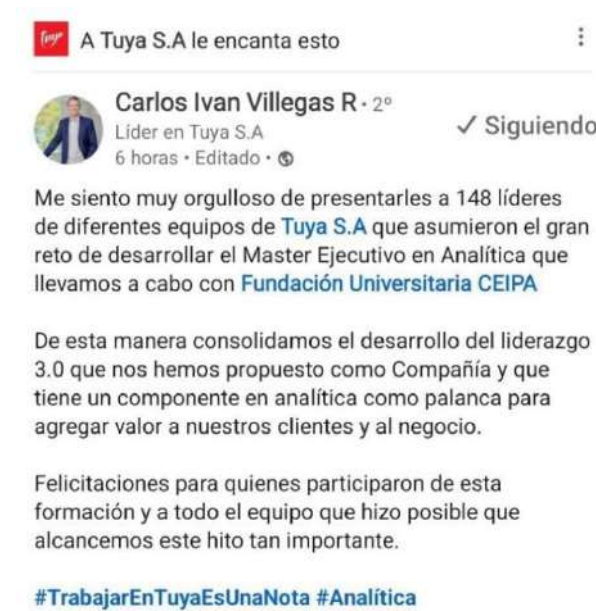 tuya
A Tuya S.A le encanta esto
Carlos Ivan Villegas R · 2º
Líder en Tuya S.A
✓ Siguiendo
6 horas • Editado •
Me siento muy orgulloso de presentarles a 148 líderes
de diferentes equipos de Tuya S.A que asumieron el gran
reto de desarrollar el Master Ejecutivo en Analítica que
llevamos a cabo con Fundación Universitaria CEIPA
De esta manera consolidamos el desarrollo del liderazgo
3.0 que nos hemos propuesto como Compañía y que
tiene un componente en analítica como palanca para
agregar valor a nuestros clientes y al negocio.
Felicitaciones para quienes participaron de esta
formación y a todo el equipo que hizo posible que
alcancemos este hito tan importante.
#TrabajarEnTuyaEsUnaNota #Analítica